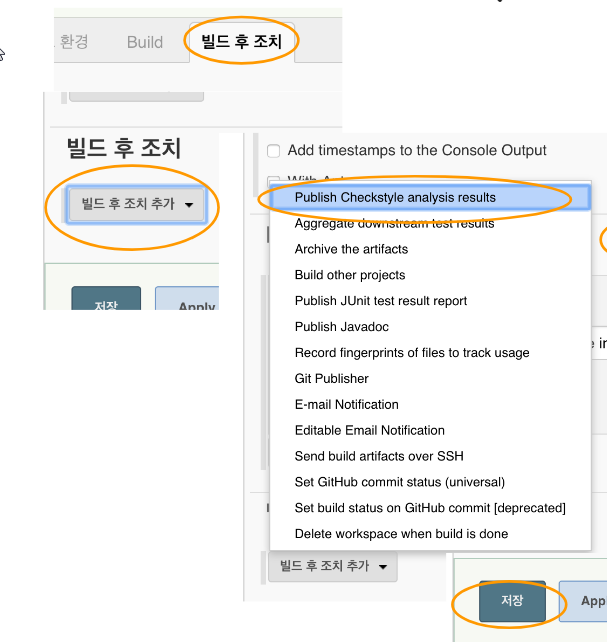 환경 Build 빌드 후 조치
빌드 후 조치
빌드 후 조치 추가
저장 Apply
Add timestamps to the Console Output
Publish Checkstyle analysis results
Aggregate downstream test results
Archive the artifacts
Build other projects
Publish JUnit test result report
Publish Javadoc
Record fingerprints of files to track usage
Git Publisher
E-mail Notification
Editable Email Notification
Send build artifacts over SSH
Set GitHub commit status (universal)
Set build status on GitHub commit [deprecated]
Delete workspace when build is done
빌드 후 조치 추가
저장